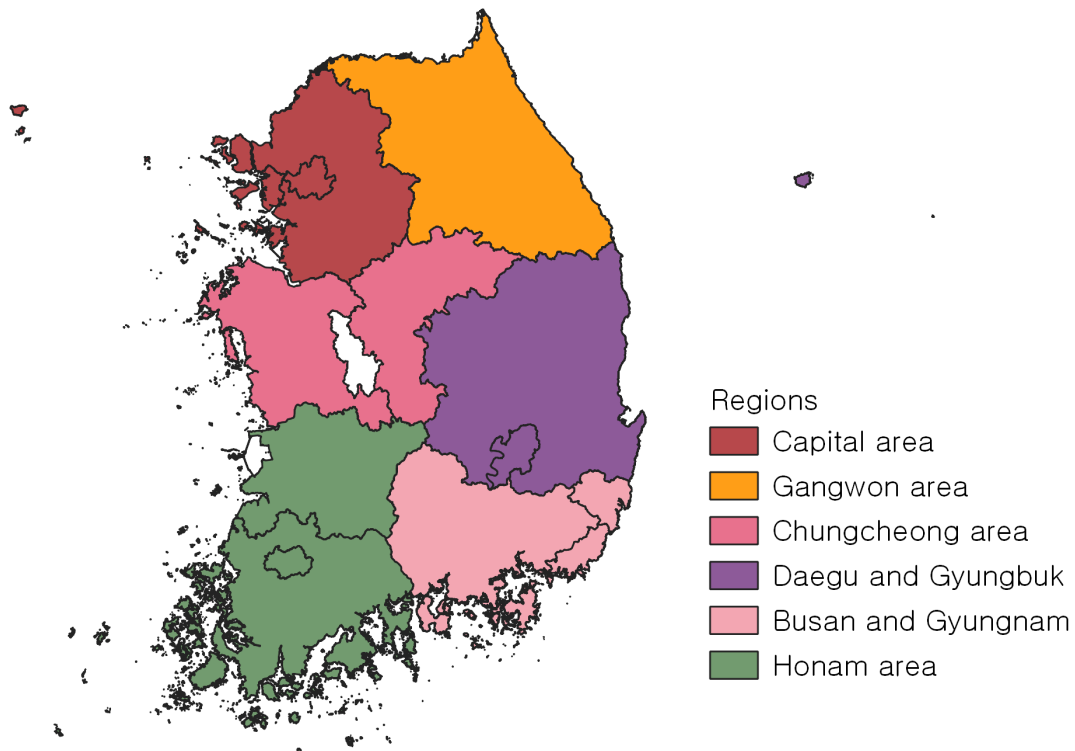 Regions
Capital area
Gangwon area
Chungcheong area
Daegu and Gyungbuk
Busan and Gyungnam
Honam area